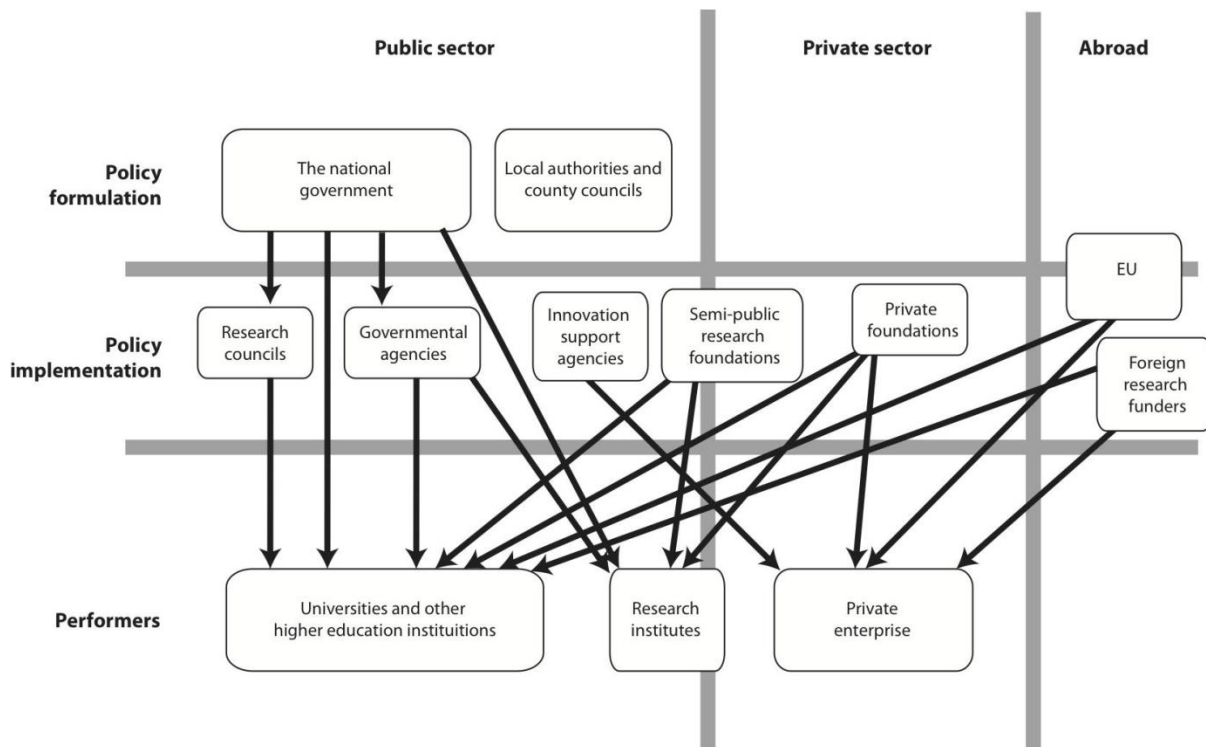 Public sector
Private sector
Abroad
Policy
formulation
The national
government
Local authorities and
county councils
EU
Policy
implementation
Research
councils
Governmental
agencies
Innovation
support
agencies
Semi-public
research
foundations
Private
foundations
Foreign
research
funders
Performers
Universities and other
higher education instituitions
Research
institutes
Private
enterprise